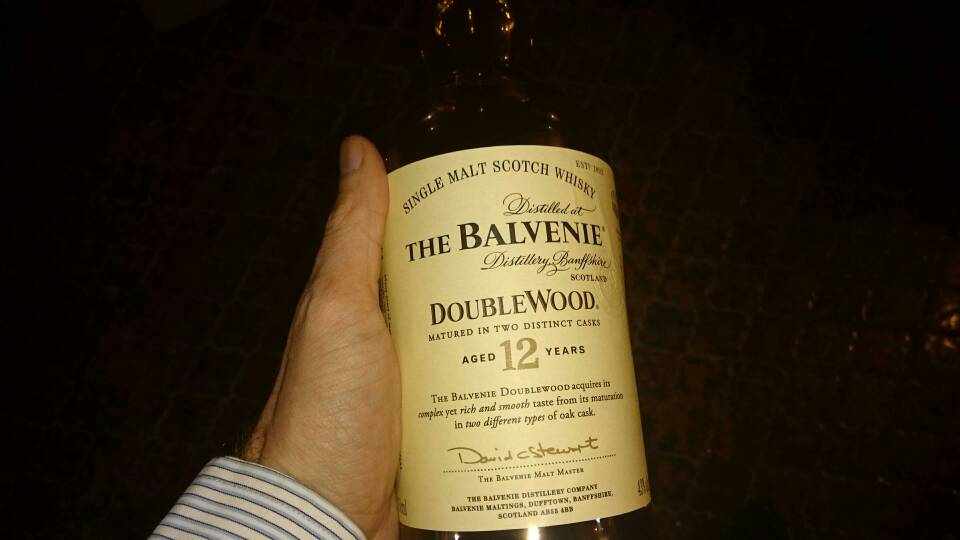 SINGLE MALT SCOTCH WHISKY
Distilled at
THE BALVENIE®
Distillery, Banffshire
SCOTLAND
DOUBLEWOOD.
MATURED IN TWO DISTINCT CASKS
AGED 12 YEARS
THE BALVENIE DOUBLEWOOD acquires its
complex yet rich and smooth taste from its maturation
in two different types of oak cask.
David C Stewart
THE BALVENIE MALT MASTER
THE BALVENIE DISTILLERY COMPANY
BALVENIE MALTINGS, DUFFTOWN, BANFFSHIRE,
SCOTLAND AB55 4BB